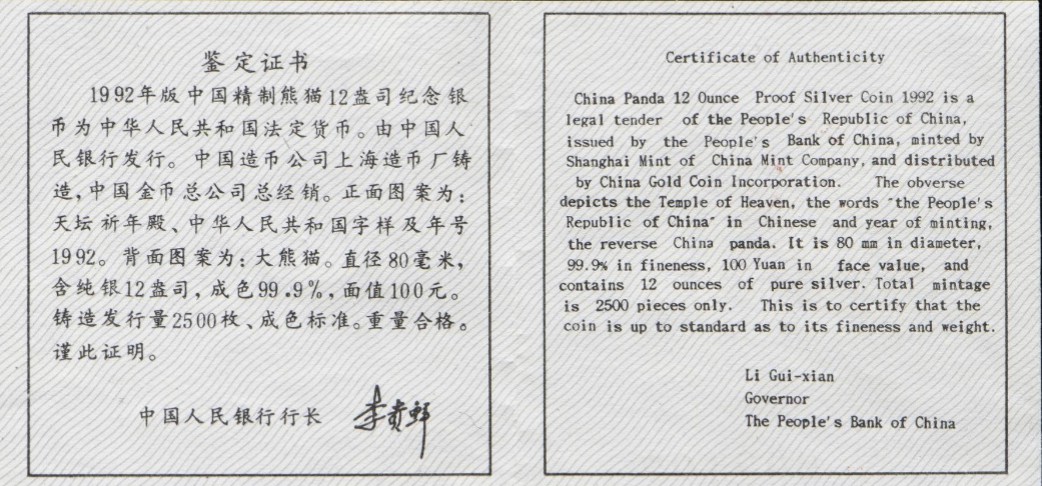 鉴定证书
1992年版中国精制熊猫12盎司纪念银
币为中华人民共和国法定货币。由中国人
民银行发行。中国造币公司上海造币厂铸
造,中国金币总公司总经销。正面图案为:
天坛祈年殿、中华人民共和国字样及年号
1992。背面图案为:大熊猫。直径80毫米,
含纯银12盎司,成色99.9%,面值100元。
铸造发行量2500枚、成色标准。重量合格。
谨此证明。
中国人民银行行长 李贵鲜
Certificate of Authenticity
China Panda 12 Ounce Proof Silver Coin 1992 is a
legal tender of the People's Republic of China,
issued by the People's Bank of China, minted by
Shanghai Mint of China Mint Company, and distributed
by China Gold Coin Incorporation. The obverse
depicts the Temple of Heaven, the words "the People's
Republic of China" in Chinese and year of minting,
the reverse China panda. It is 80 mm in diameter,
99.9% in fineness, 100 Yuan in face value, and
contains 12 ounces of pure silver. Total mintage
is 2500 pieces only. This is to certify that the
coin is up to standard as to its fineness and weight.
Li Gui-xian
Governor
The People's Bank of China